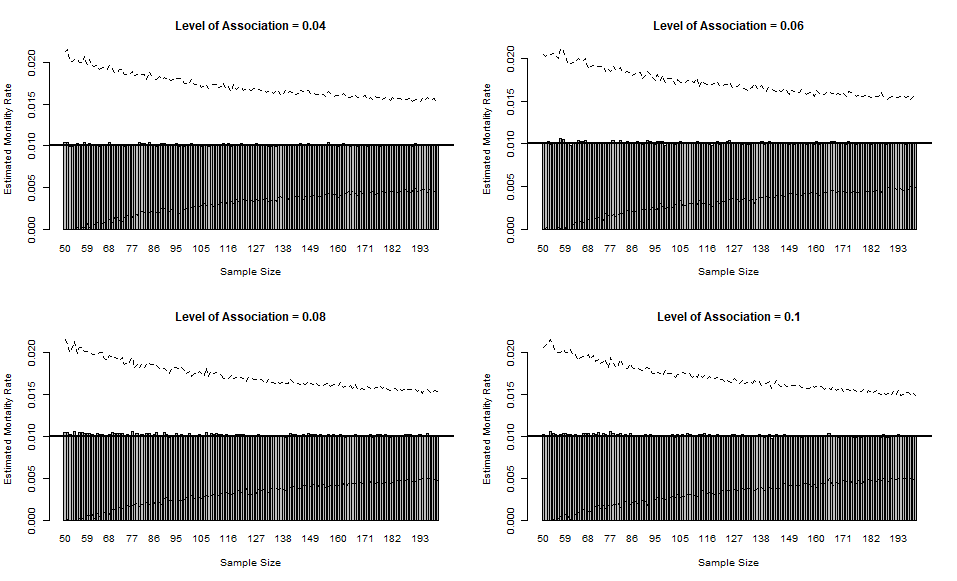 Level of Association = 0.04
Estimated Mortality Rate
0.000 0.005 0.010 0.015 0.020
50 59 68 77 86 95 105 116 127 138 149 160 171 182 193
Sample Size
Level of Association = 0.06
Estimated Mortality Rate
0.000 0.005 0.010 0.015 0.020
50 59 68 77 86 95 105 116 127 138 149 160 171 182 193
Sample Size
Level of Association = 0.08
Estimated Mortality Rate
0.000 0.005 0.010 0.015 0.020
50 59 68 77 86 95 105 116 127 138 149 160 171 182 193
Sample Size
Level of Association = 0.1
Estimated Mortality Rate
0.000 0.005 0.010 0.015 0.020
50 59 68 77 86 95 105 116 127 138 149 160 171 182 193
Sample Size